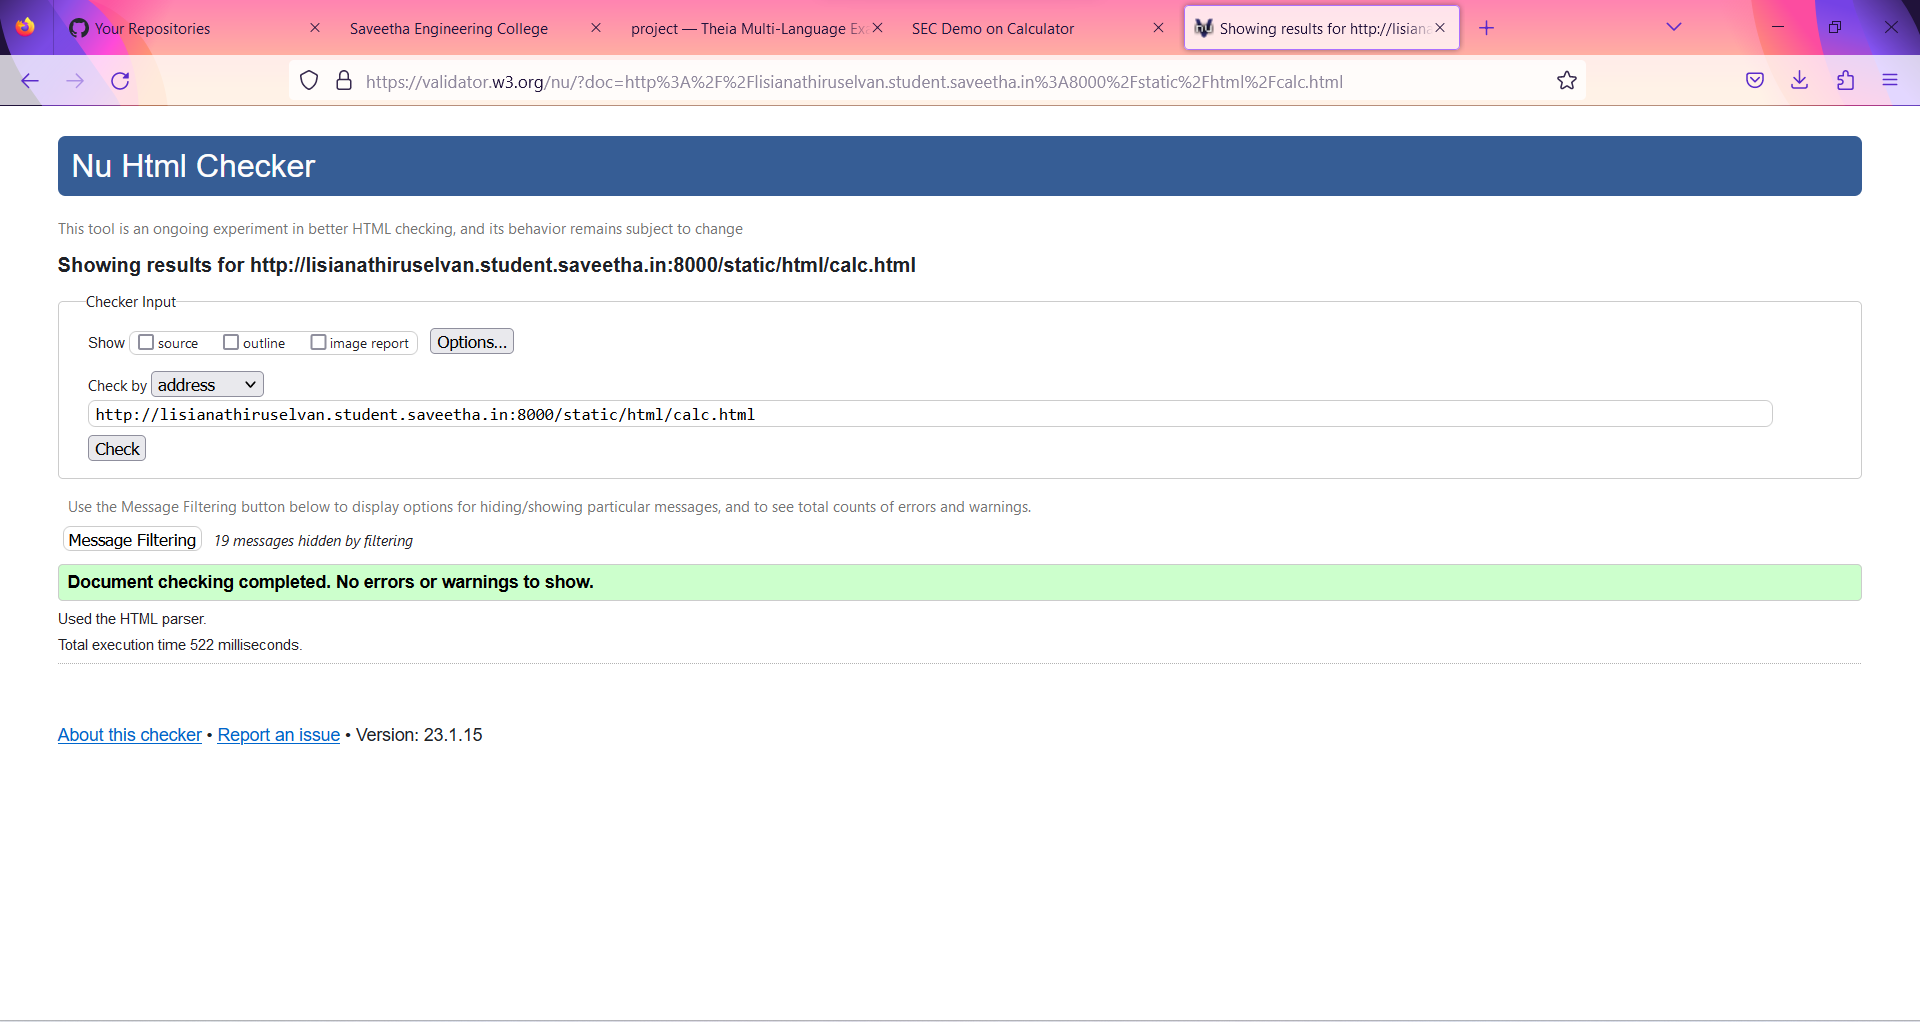 Your Repositories
Saveetha Engineering College
project — Theia Multi-Language Ex
SEC Demo on Calculator
Showing results for http://lisiana
https://validator.w3.org/nu/?doc=http%3A%2F%2Flisianathiruselvan.student.saveetha.in%3A8000%2Fstatic%2Fhtml%2Fcalc.html
Nu Html Checker
This tool is an ongoing experiment in better HTML checking, and its behavior remains subject to change
Showing results for http://lisianathiruselvan.student.saveetha.in:8000/static/html/calc.html
Checker Input
Show source outline image report Options...
Check by address
http://lisianathiruselvan.student.saveetha.in:8000/static/html/calc.html
Check
Use the Message Filtering button below to display options for hiding/showing particular messages, and to see total counts of errors and warnings.
Message Filtering 19 messages hidden by filtering
Document checking completed. No errors or warnings to show.
Used the HTML parser.
Total execution time 522 milliseconds.
About this checker • Report an issue • Version: 23.1.15